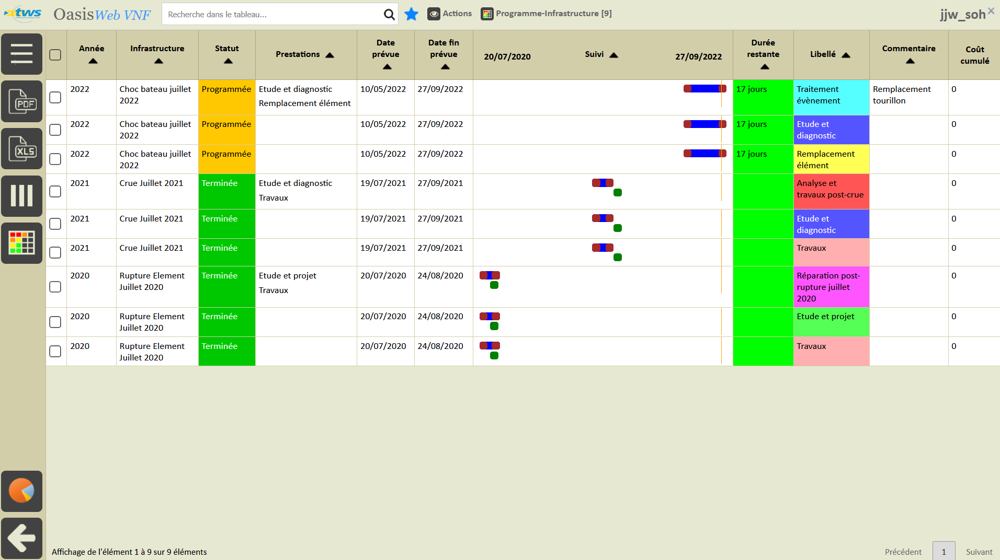 tws OasisWeb VNF Recherche dans le tableau... Actions Programme-Infrastructure [9] jjw_soh
Année Infrastructure Statut Prestations Date prévue Date fin prévue 20/07/2020 Suivi 27/09/2022 Durée restante Libellé Commentaire Coût cumulé
2022 Choc bateau juillet 2022 Programmée Etude et diagnostic Remplacement élément 10/05/2022 27/09/2022 17 jours Traitement évènement Remplacement tourillon 0
2022 Choc bateau juillet 2022 Programmée 10/05/2022 27/09/2022 17 jours Etude et diagnostic 0
2022 Choc bateau juillet 2022 Programmée 10/05/2022 27/09/2022 17 jours Remplacement élément 0
2021 Crue Juillet 2021 Terminée Etude et diagnostic Travaux 19/07/2021 27/09/2021 Analyse et travaux post-crue 0
2021 Crue Juillet 2021 Terminée 19/07/2021 27/09/2021 Etude et diagnostic 0
2021 Crue Juillet 2021 Terminée 19/07/2021 27/09/2021 Travaux 0
2020 Rupture Element Juillet 2020 Terminée Etude et projet Travaux 20/07/2020 24/08/2020 Réparation post-rupture juillet 2020 0
2020 Rupture Element Juillet 2020 Terminée 20/07/2020 24/08/2020 Etude et projet 0
2020 Rupture Element Juillet 2020 Terminée 20/07/2020 24/08/2020 Travaux 0
PDF
XLS
Affichage de l'élément 1 à 9 sur 9 éléments Précédent 1 Suivant